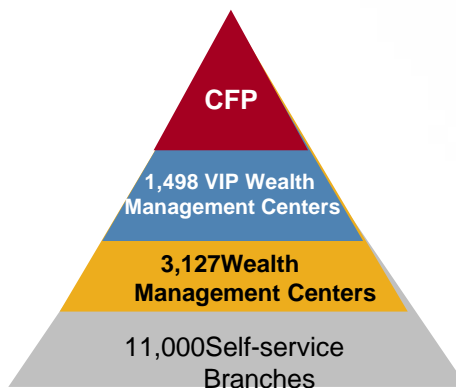 CFP
1,498 VIP Wealth
Management Centers
3,127Wealth
Management Centers
11,000Self-service
Branches